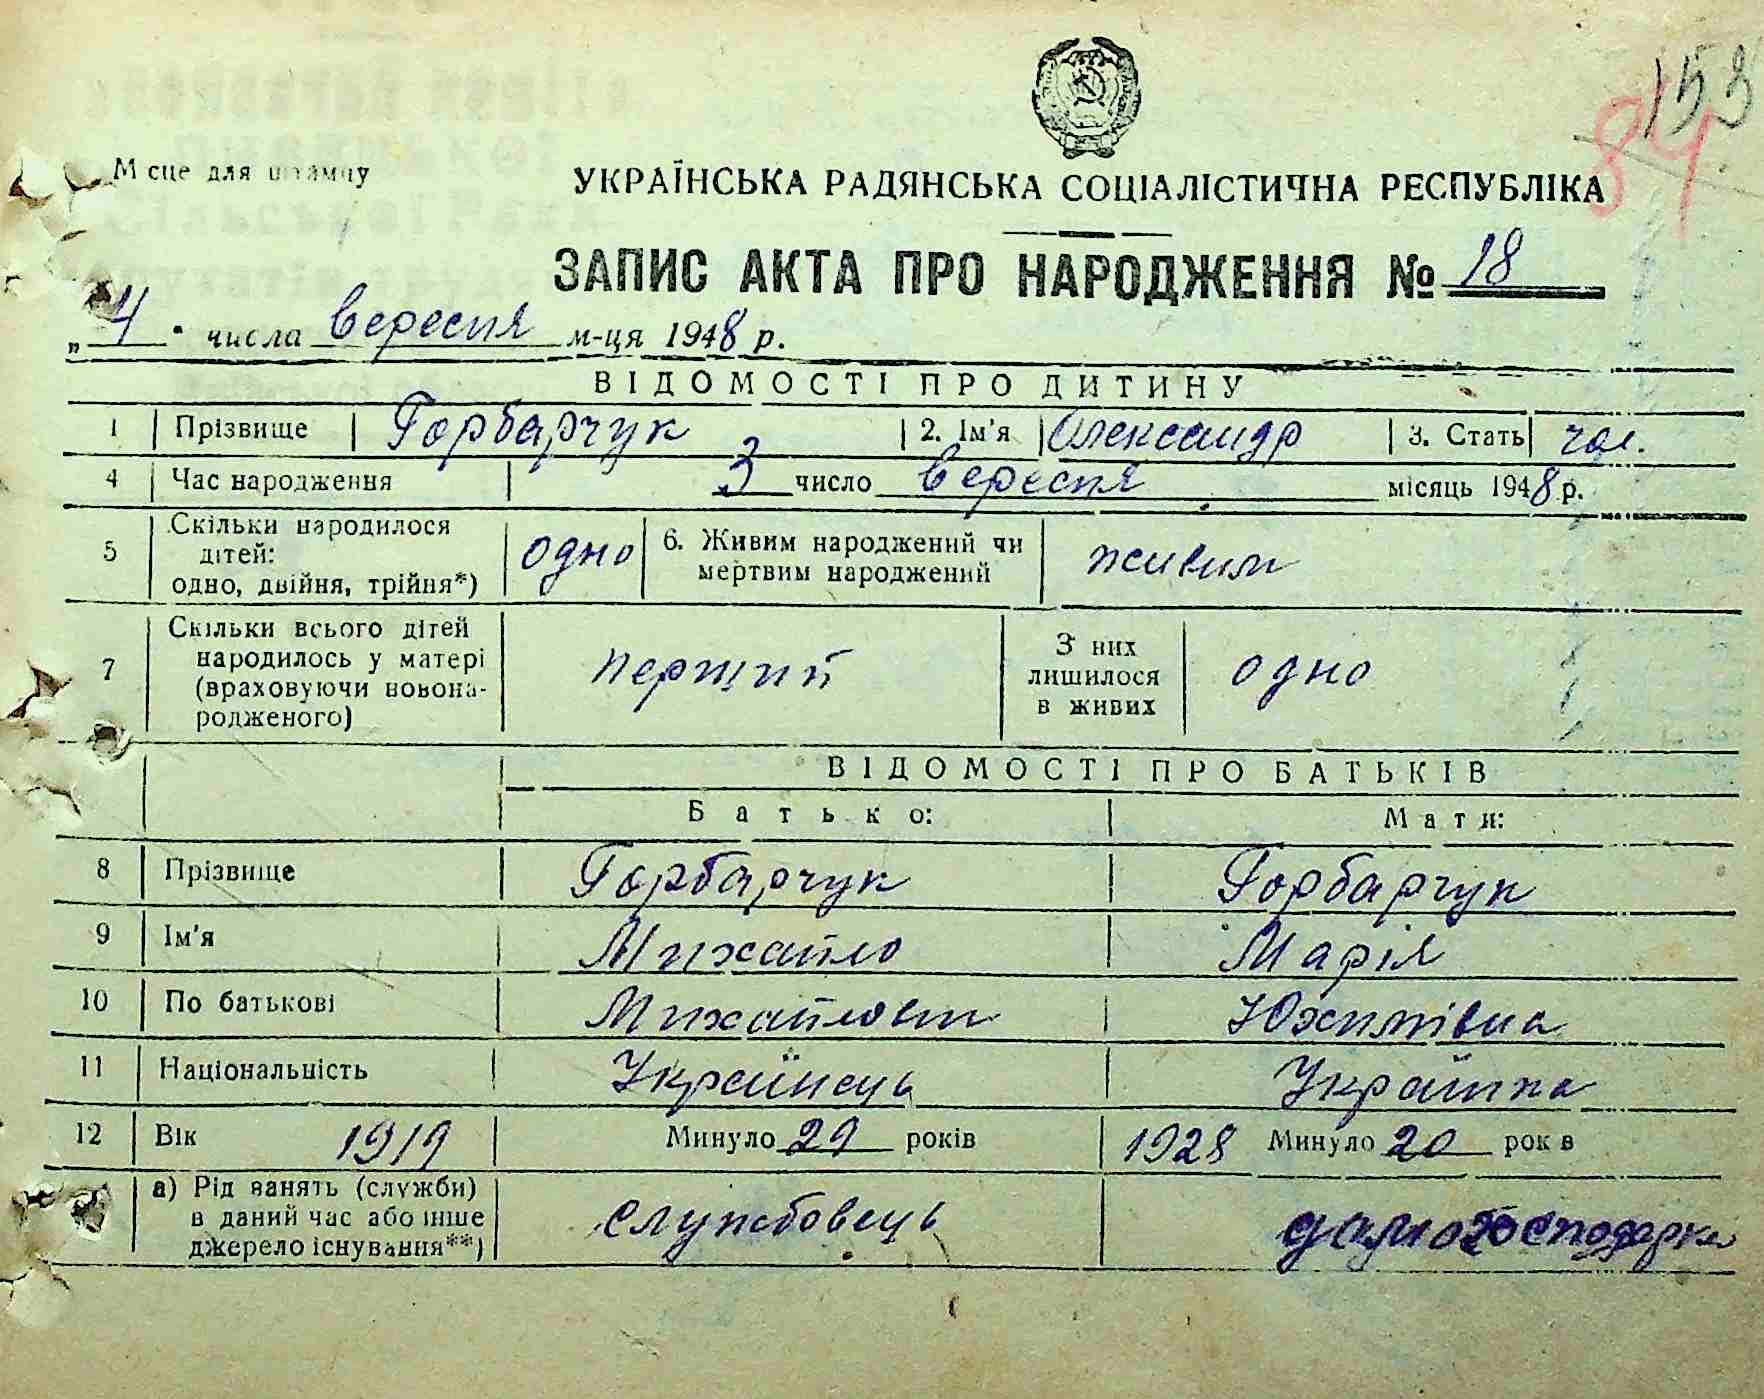 153
84
Місце для штампу
УКРАЇНСЬКА РАДЯНСЬКА СОЦІАЛІСТИЧНА РЕСПУБЛІКА
ЗАПИС АКТА ПРО НАРОДЖЕННЯ № 18
„4" числа вересня м-ця 1948 р.
ВІДОМОСТІ ПРО ДИТИНУ
1 Прізвище Горбарчук 2. Ім'я Олександр 3. Стать чол.
4 Час народження 3 число вересня місяць 1948 р.
5 Скільки народилося дітей: одно, двійня, трійня*) одно 6. Живим народжений чи мертвим народжений живим
7 Скільки всього дітей народилось у матері (враховуючи новонародженого) перший З них лишилося в живих одно
ВІДОМОСТІ ПРО БАТЬКІВ
Батько: Мати:
8 Прізвище Горбарчук Горбарчук
9 Ім'я Михайло Марія
10 По батькові Михайлович Юхимівна
11 Національність Українець Українка
12 Вік 1919 Минуло 29 років 1928 Минуло 20 років
а) Рід занять (служби) в даний час або інше джерело існування**) службовець домогосподарка